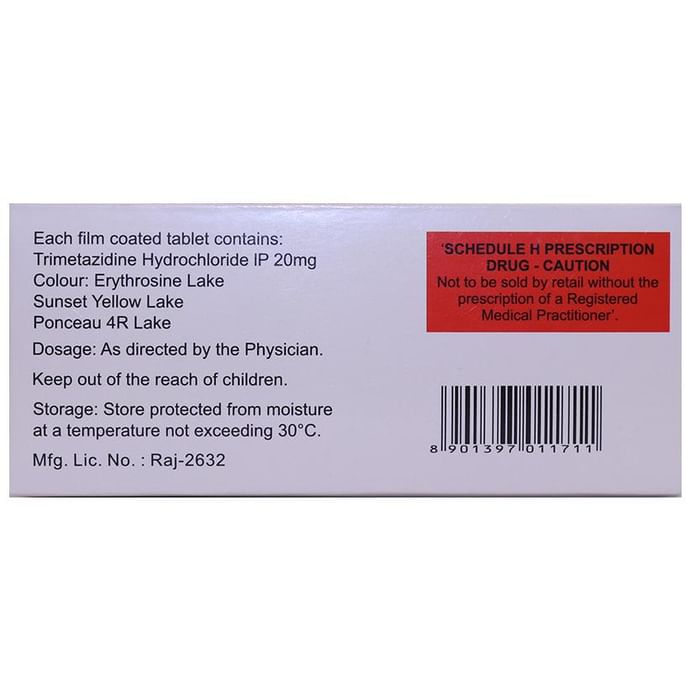 Each film coated tablet contains:
Trimetazidine Hydrochloride IP 20mg
Colour: Erythrosine Lake
Sunset Yellow Lake
Ponceau 4R Lake
Dosage: As directed by the Physician.
Keep out of the reach of children.
Storage: Store protected from moisture
at a temperature not exceeding 30°C.
Mfg. Lic. No. : Raj-2632
‘SCHEDULE H PRESCRIPTION
DRUG - CAUTION
Not to be sold by retail without the
prescription of a Registered
Medical Practitioner’.
8 901397 011711